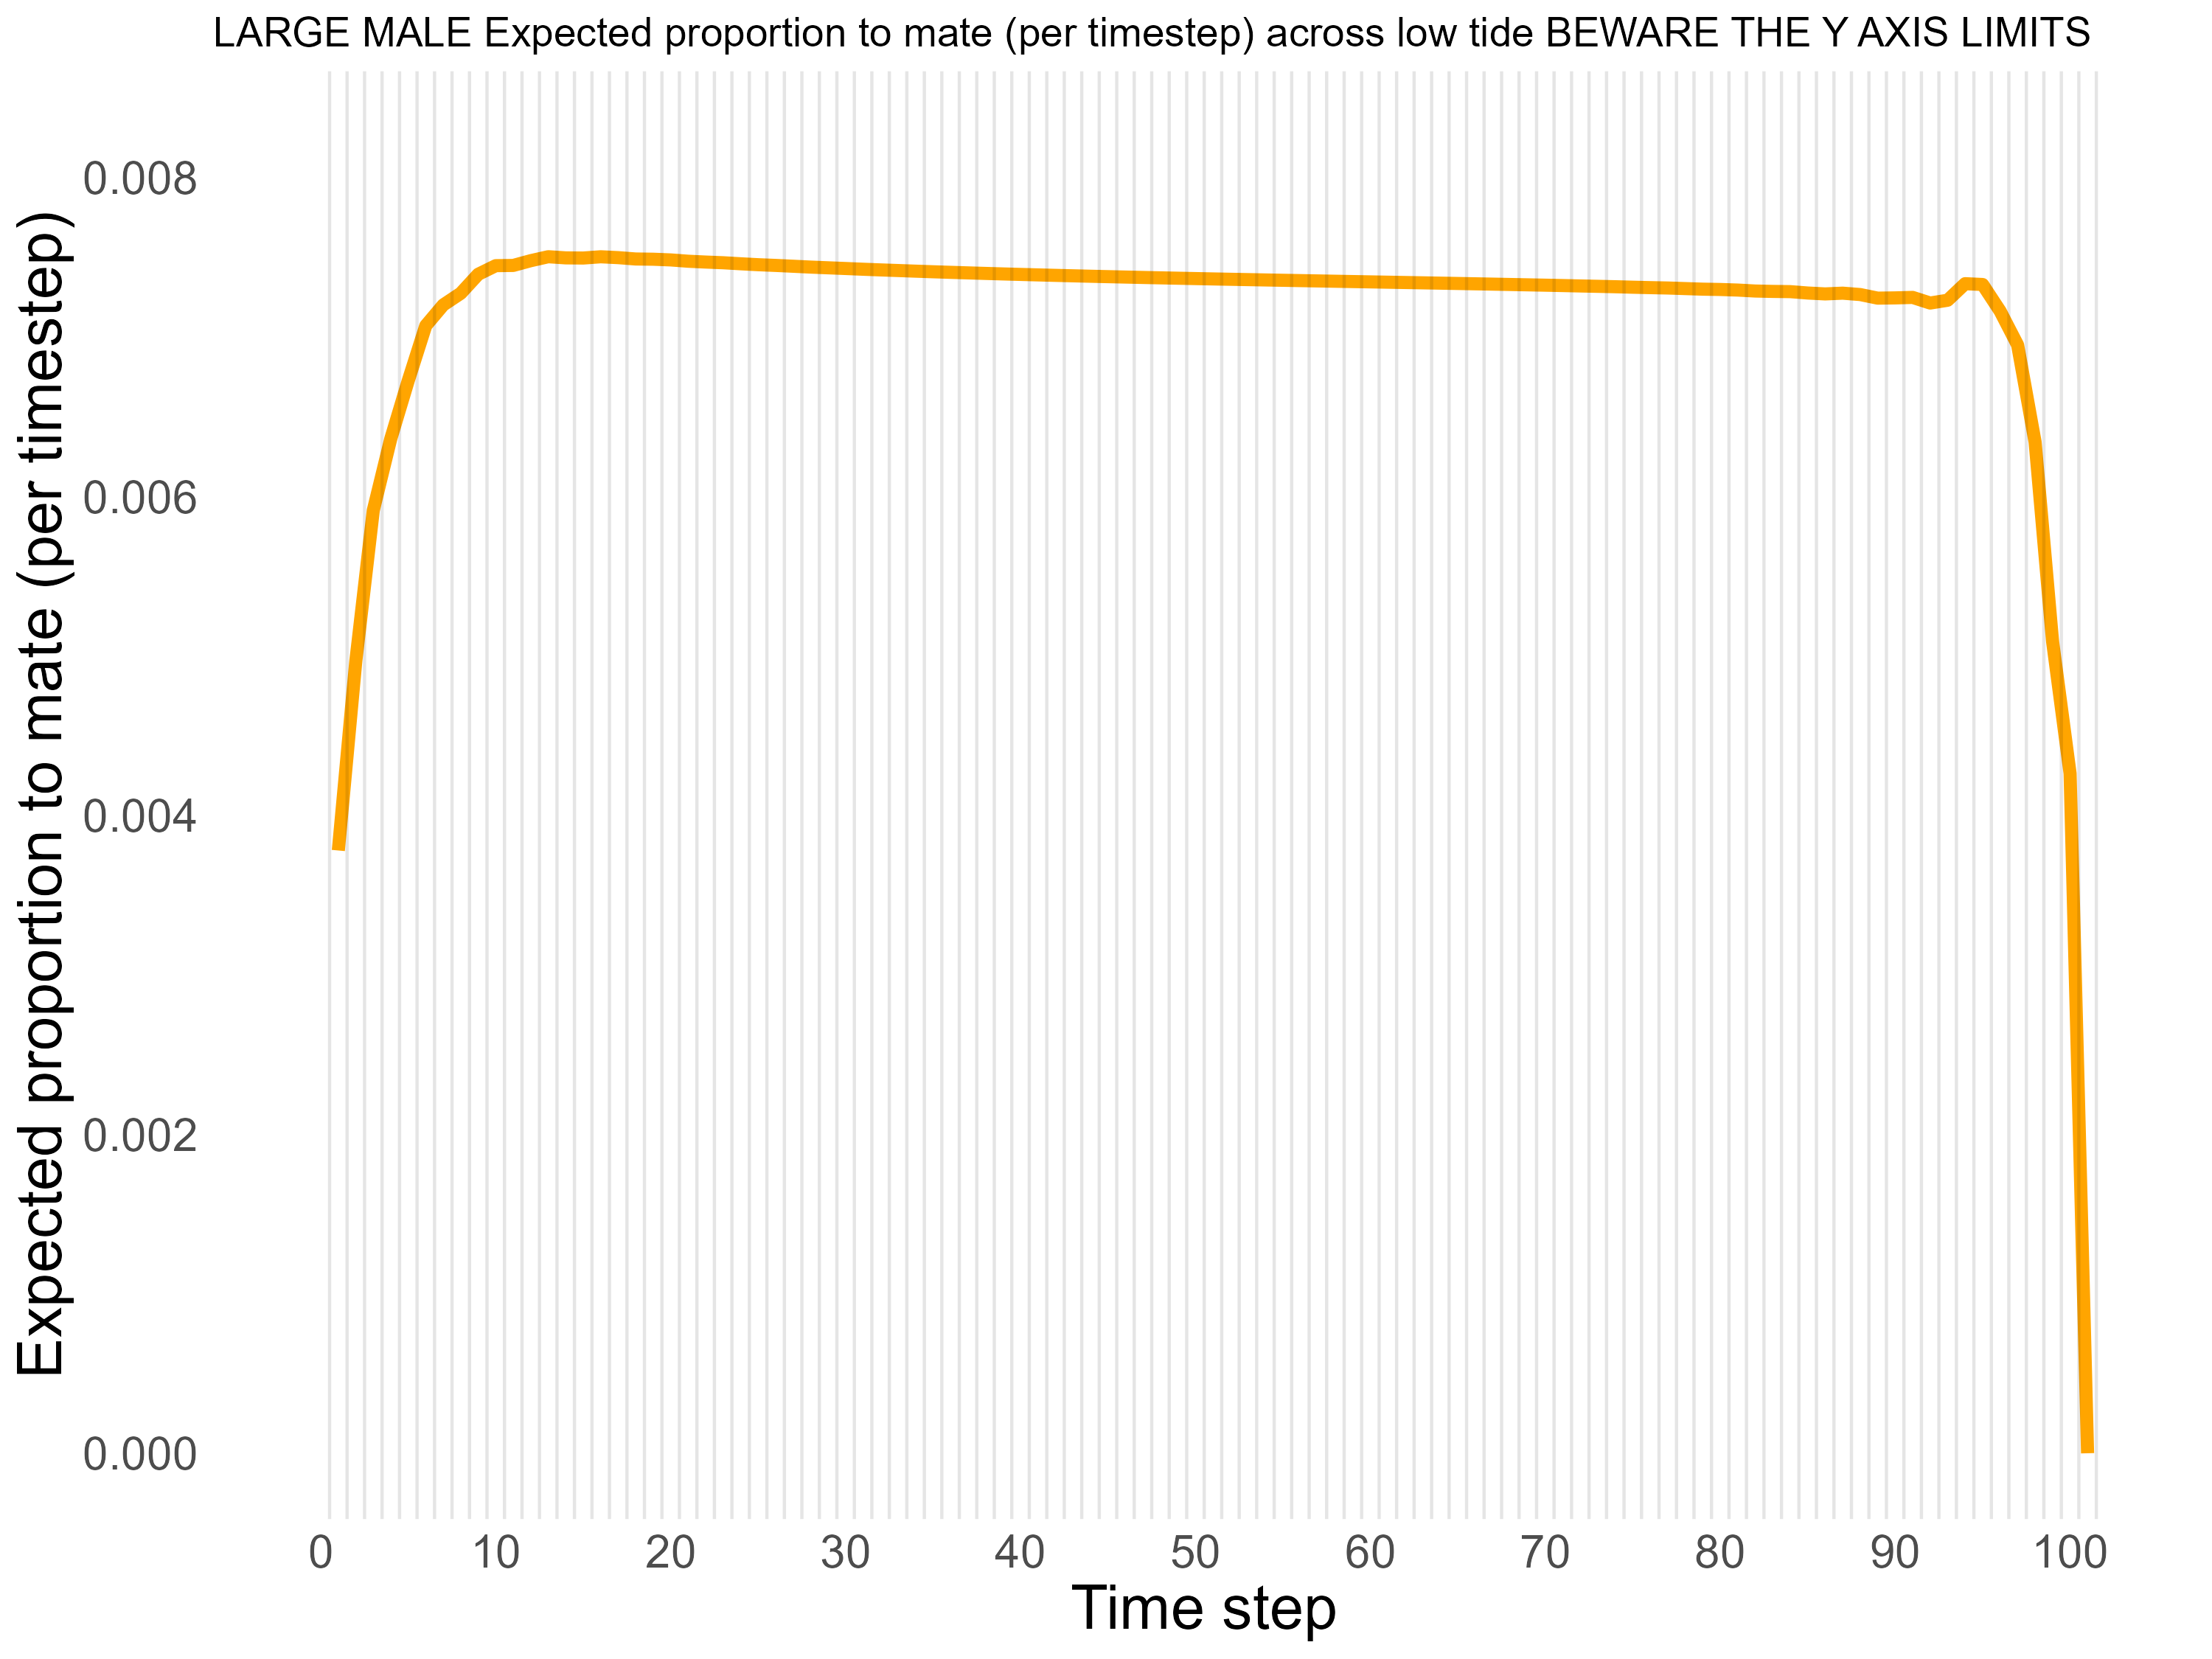 LARGE MALE Expected proportion to mate (per timestep) across low tide BEWARE THE Y AXIS LIMITS
Expected proportion to mate (per timestep)
0.008
0.006
0.004
0.002
0.000
0 10 20 30 40 50 60 70 80 90 100
Time step